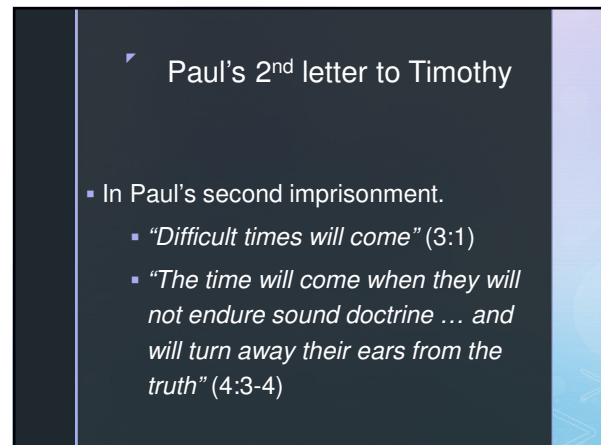 Paul's 2nd letter to Timothy
▪ In Paul's second imprisonment.
▪ "Difficult times will come" (3:1)
▪ "The time will come when they will
not endure sound doctrine … and
will turn away their ears from the
truth" (4:3-4)